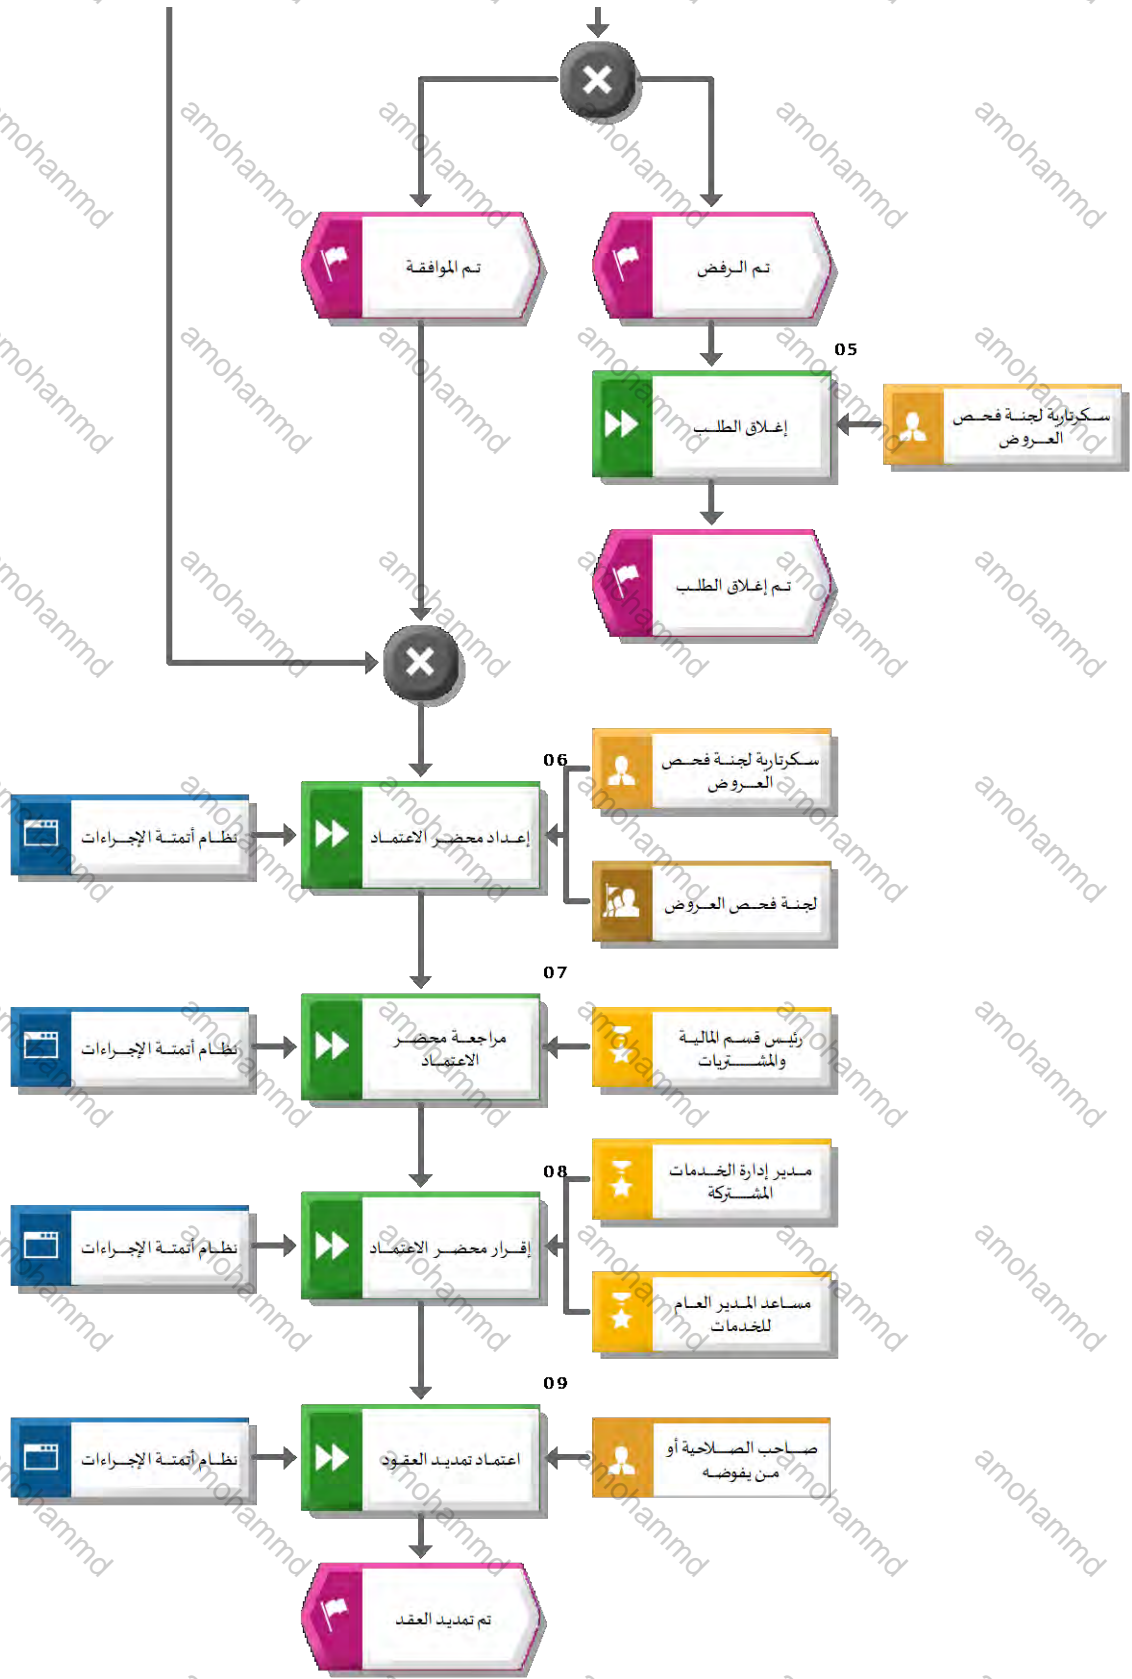 تم الموافقة
تم الرفض
05
إغلاق الطلب
سكرتارية لجنة فحص
العروض
تم إغلاق الطلب
06
سكرتارية لجنة فحص
العروض
نظام أتمتة الإجراءات
إعداد محضر الاعتماد
لجنة فحص العروض
07
نظام أتمتة الإجراءات
مراجعة محضر
الاعتماد
رئيس قسم المالية
والمشتريات
08
مدير إدارة الخدمات
المشتركة
نظام أتمتة الإجراءات
إقرار محضر الاعتماد
مساعد المدير العام
للخدمات
09
نظام أتمتة الإجراءات
اعتماد تمديد العقود
صاحب الصلاحية أو
من يفوضه
تم تمديد العقد
amohammd